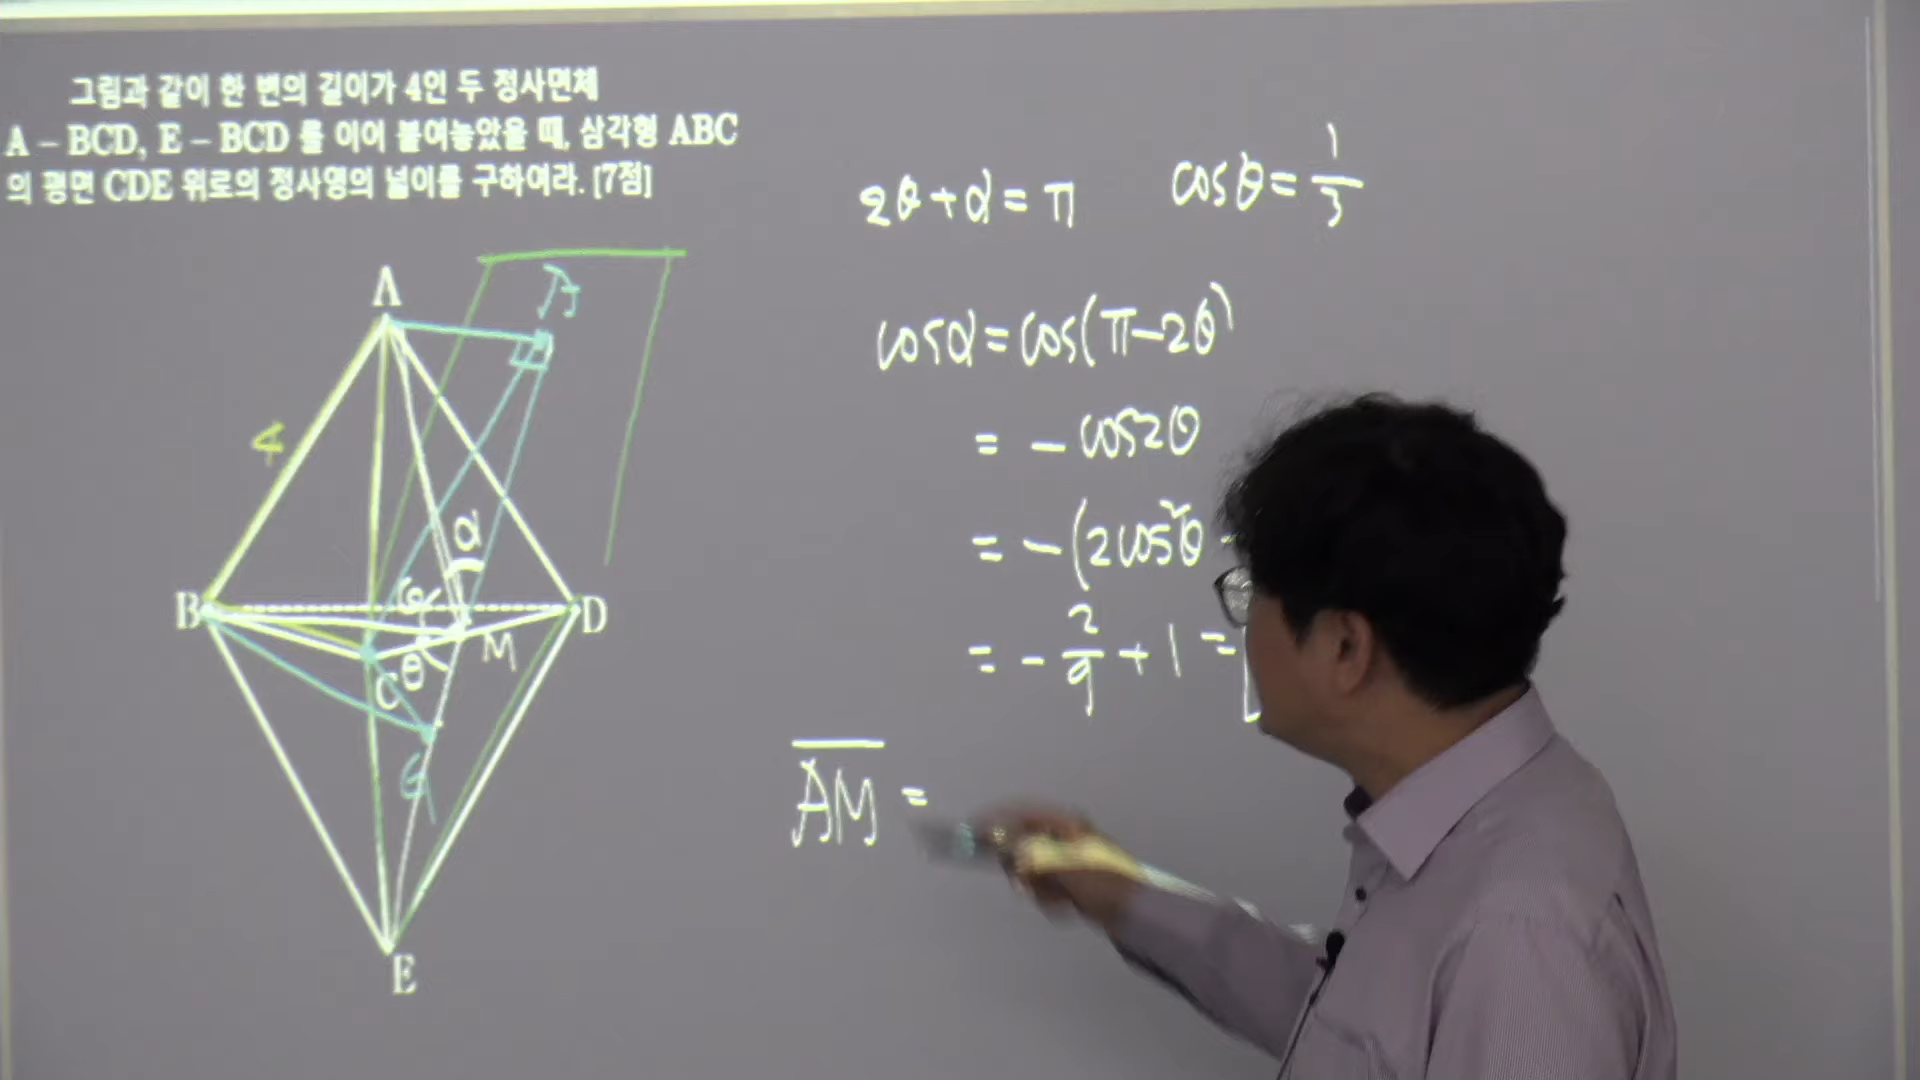 그림과 같이 한 변의 길이가 4인 두 정사면체
A − BCD, E − BCD 를 이어 붙여놓았을 때, 삼각형 ABC
의 평면 CDE 위로의 정사영의 넓이를 구하여라. [7점]
2θ + α = π
cosθ = 1/3
cosα = cos(π − 2θ)
= − cos2θ
= − (2cos²θ −
= − 2/9 + 1 =
AM =
A
4
α
B
θ
D
M
C
θ
G
E